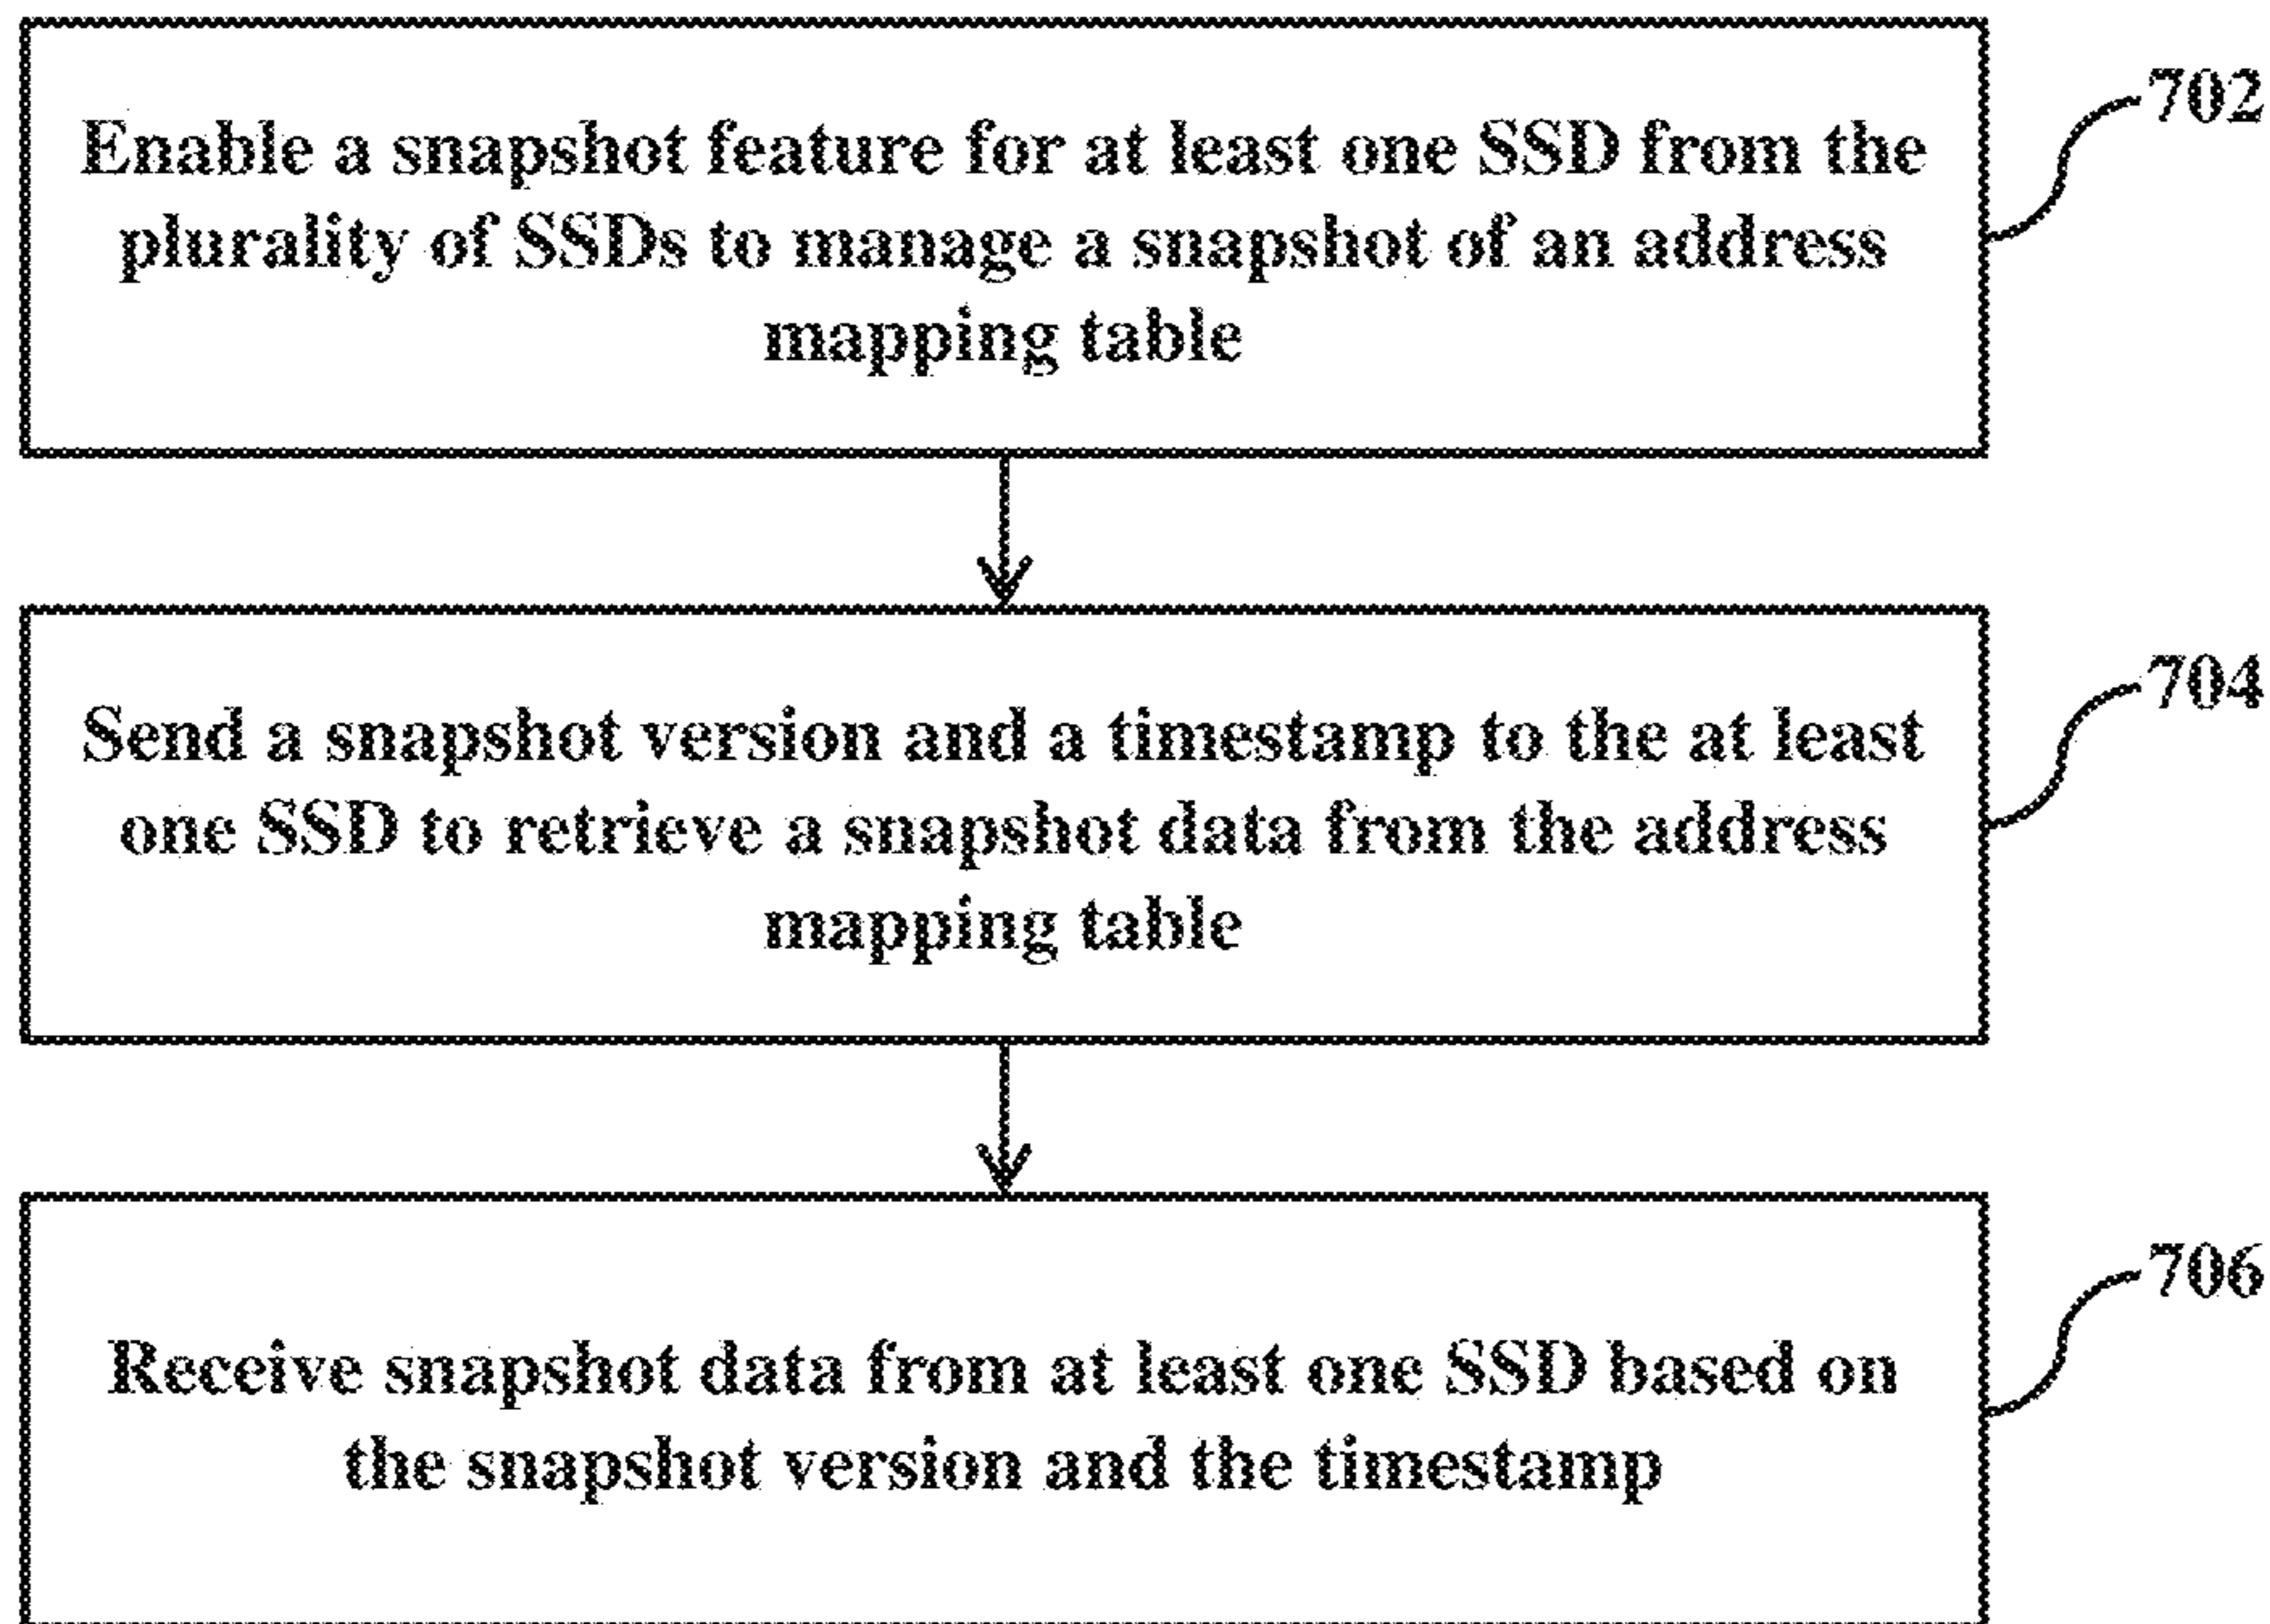 Enable a snapshot feature for at least one SSD from the
plurality of SSDs to manage a snapshot of an address
mapping table
702
Send a snapshot version and a timestamp to the at least
one SSD to retrieve a snapshot data from the address
mapping table
704
Receive snapshot data from at least one SSD based on
the snapshot version and the timestamp
706